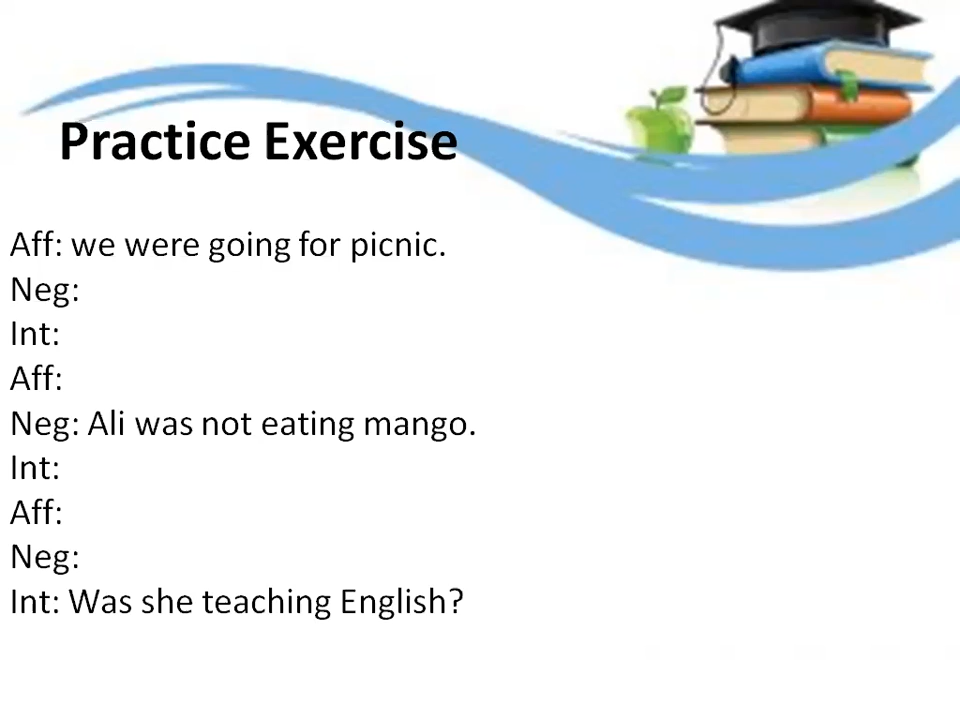 Practice Exercise
Aff: we were going for picnic.
Neg:
Int:
Aff:
Neg: Ali was not eating mango.
Int:
Aff:
Neg:
Int: Was she teaching English?